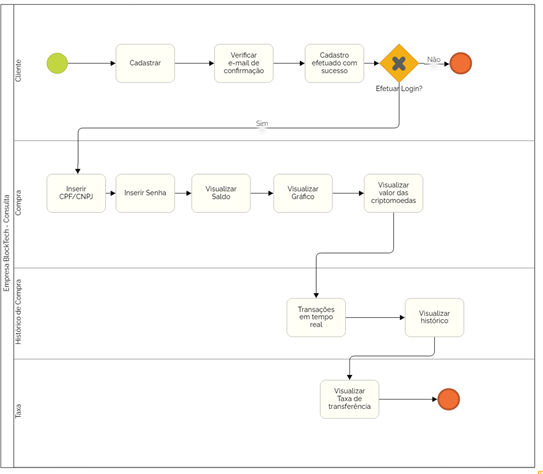 Empresa BlockTech - Consulta
Cliente
Cadastrar
Verificar
e-mail de
confirmação
Cadastro
efetuado com
sucesso
Não
Efetuar Login?
Sim
Compra
Inserir
CPF/CNPJ
Inserir Senha
Visualizar
Saldo
Visualizar
Gráfico
Visualizar
valor das
criptomoedas
Histórico de Compra
Transações
em tempo
real
Visualizar
histórico
Taxa
Visualizar
Taxa de
transferência